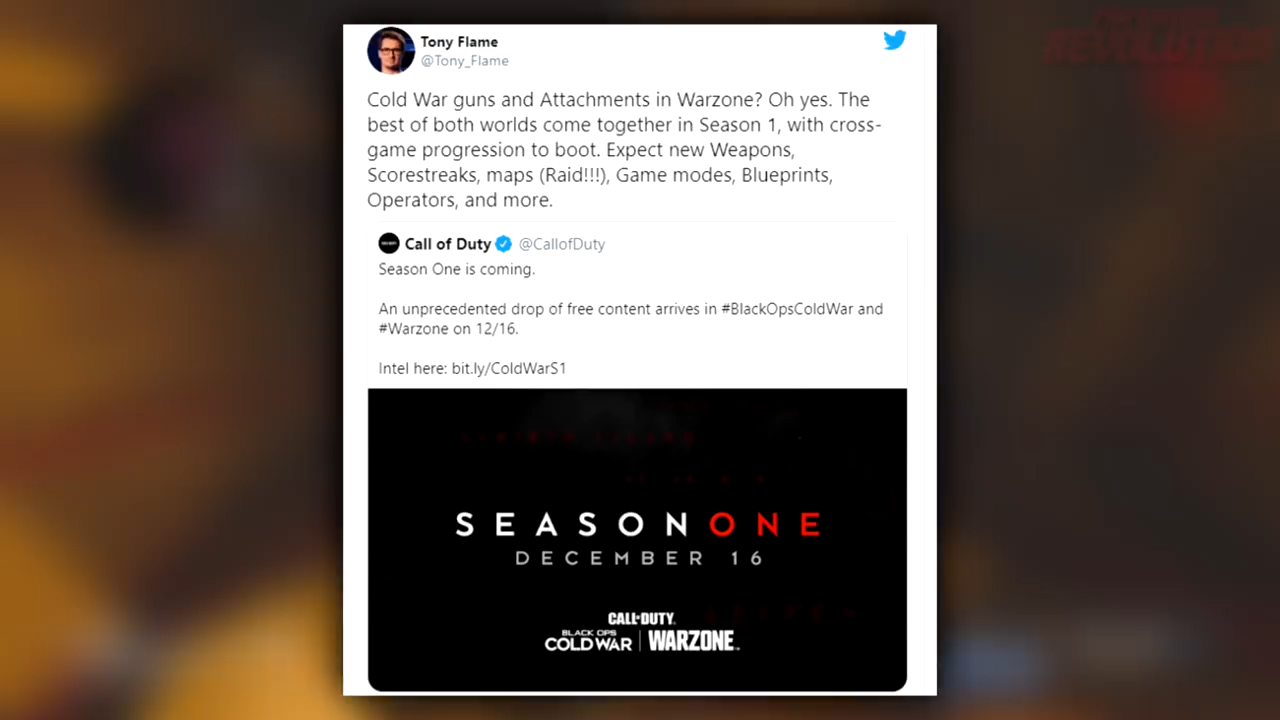 Tony Flame
@Tony_Flame
Cold War guns and Attachments in Warzone? Oh yes. The
best of both worlds come together in Season 1, with cross-
game progression to boot. Expect new Weapons,
Scorestreaks, maps (Raid!!!), Game modes, Blueprints,
Operators, and more.
Call of Duty @CallofDuty
Season One is coming.
An unprecedented drop of free content arrives in #BlackOpsColdWar and
#Warzone on 12/16.
Intel here: bit.ly/ColdWarS1
SEASON ONE
DECEMBER 16
CALL OF DUTY
BLACK OPS
COLD WAR | WARZONE